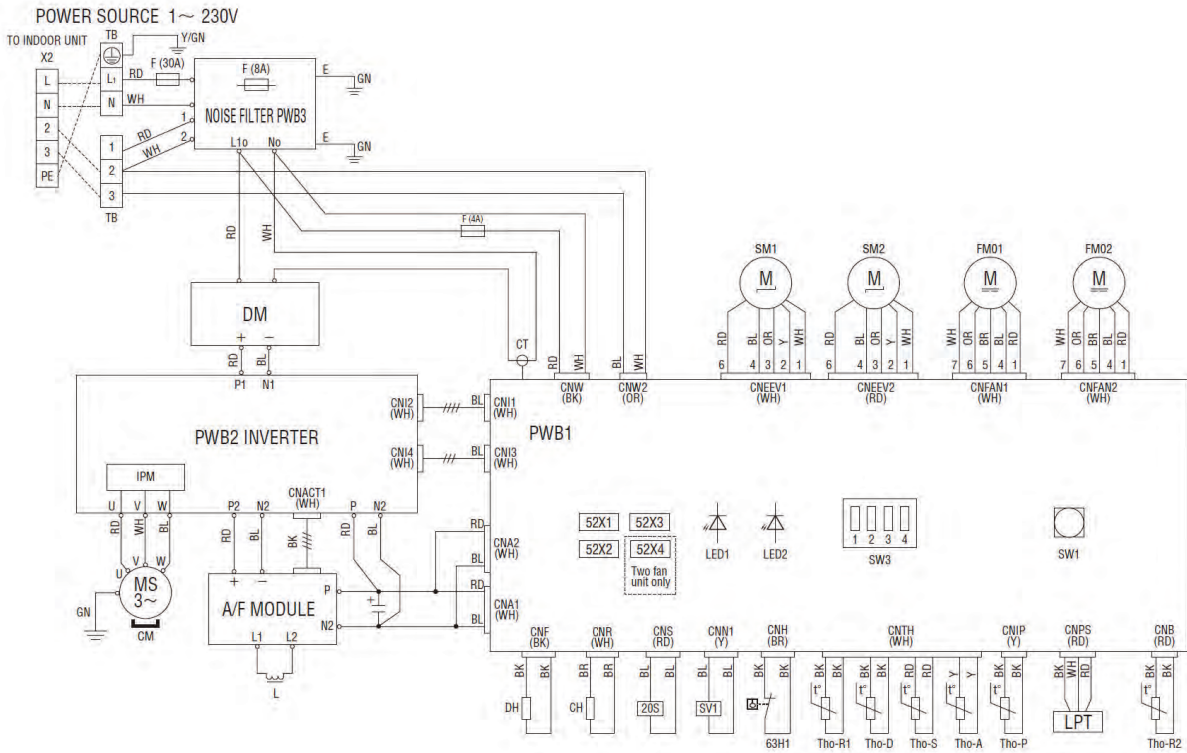 POWER SOURCE 1～ 230V
TO INDOOR UNIT
X2
TB
Y/GN
L
N
2
3
PE
L1
N
RD
F (30A)
WH
F (8A)
NOISE FILTER PWB3
L1o No
E
GN
E
GN
1
2
RD
WH
1
2
3
TB
RD
WH
F (4A)
DM
+ −
RD
BL
P1 N1
CT
RD
WH
BL
WH
SM1
M
RD
BL
OR
Y
WH
6 4 3 2 1
SM2
M
RD
BL
OR
Y
WH
6 4 3 2 1
FM01
M
WH
OR
BR
BL
RD
7 6 5 4 1
FM02
M
WH
OR
BR
BL
RD
7 6 5 4 1
CNW
(BK)
CNW2
(OR)
CNEEV1
(WH)
CNEEV2
(RD)
CNFAN1
(WH)
CNFAN2
(WH)
PWB2 INVERTER
CNI2
(WH)
BL
CNI1
(WH)
CNI4
(WH)
BL
CNI3
(WH)
PWB1
IPM
U V W
P2 N2
CNACT1
(WH)
P N2
RD
WH
BL
RD
BL
BK
RD
BL
U V W
MS
3～
CM
GN
+ −
A/F MODULE
P
N2
L1 L2
L
+
RD
CNA2
(WH)
BL
RD
CNA1
(WH)
BL
52X1 52X3
52X2 52X4
Two fan
unit only
LED1
LED2
1 2 3 4
SW3
SW1
CNF
(BK)
CNR
(WH)
CNS
(RD)
CNN1
(Y)
CNH
(BR)
CNTH
(WH)
CNIP
(Y)
CNPS
(RD)
CNB
(RD)
BK
BK
BR
BR
BL
BL
BL
BL
BK
BK
BK
BK
BK
BK
RD
RD
Y
Y
BK
BK
BK
WH
RD
BK
BK
DH
CH
20S
SV1
t°
t°
t°
t°
t°
LPT
t°
63H1
Tho-R1
Tho-D
Tho-S
Tho-A
Tho-P
Tho-R2